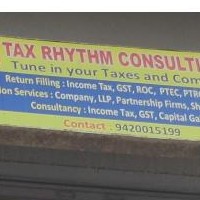 TAX RHYTHM CONSULTI
Tune in your Taxes and Com
Return Filling : Income Tax, GST, ROC, PTEC, PTR
ion Services : Company, LLP, Partnership Firms, Sh
Consultancy : Income Tax, GST, Capital Ga
Contact : 9420015199